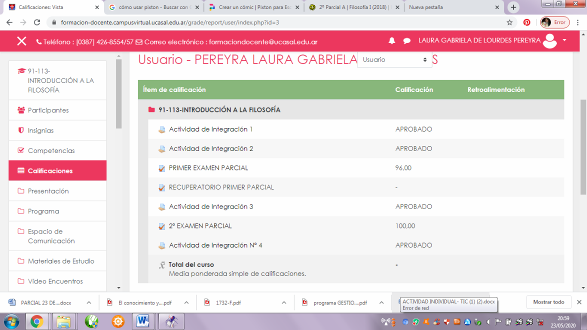 Calificaciones: Vista
cómo usar piston - Buscar con G
Crear un cómic | Pixton para Es
2º Parcial A | Filosofía I (2018)
Nueva pestaña
formacion-docente.campusvirtual.ucasal.edu.ar/grade/report/user/index.php?id=3
Error
Teléfono : (0387) 426-8554/57 Correo electrónico : formaciondocente@ucasal.edu.ar
LAURA GABRIELA DE LOURDES PEREYRA
91-113-
INTRODUCCIÓN A LA
FILOSOFÍA
Participantes
Insignias
Competencias
Calificaciones
Presentación
Programa
Espacio de
Comunicación
Materiales de Estudio
Video Encuentros
Usuario - PEREYRA LAURA GABRIELA
Usuario
S
Ítem de calificación Calificación Retroalimentación
91-113-INTRODUCCIÓN A LA FILOSOFÍA
Actividad de Integración 1 APROBADO
Actividad de Integración 2 APROBADO
PRIMER EXAMEN PARCIAL 96,00
RECUPERATORIO PRIMER PARCIAL -
Actividad de Integración 3 APROBADO
2º EXAMEN PARCIAL 100,00
Actividad de Integración Nº 4 APROBADO
Total del curso -
Media ponderada simple de calificaciones.
PARCIAL 23 DE....docx
El conocimiento y....pdf
1732-F.pdf
programa GESTIO....pdf
ACTIVIDAD INDIVIDUAL- TEC (1) (2).docx
Error de red
Mostrar todo
ES
20:58
23/05/2020